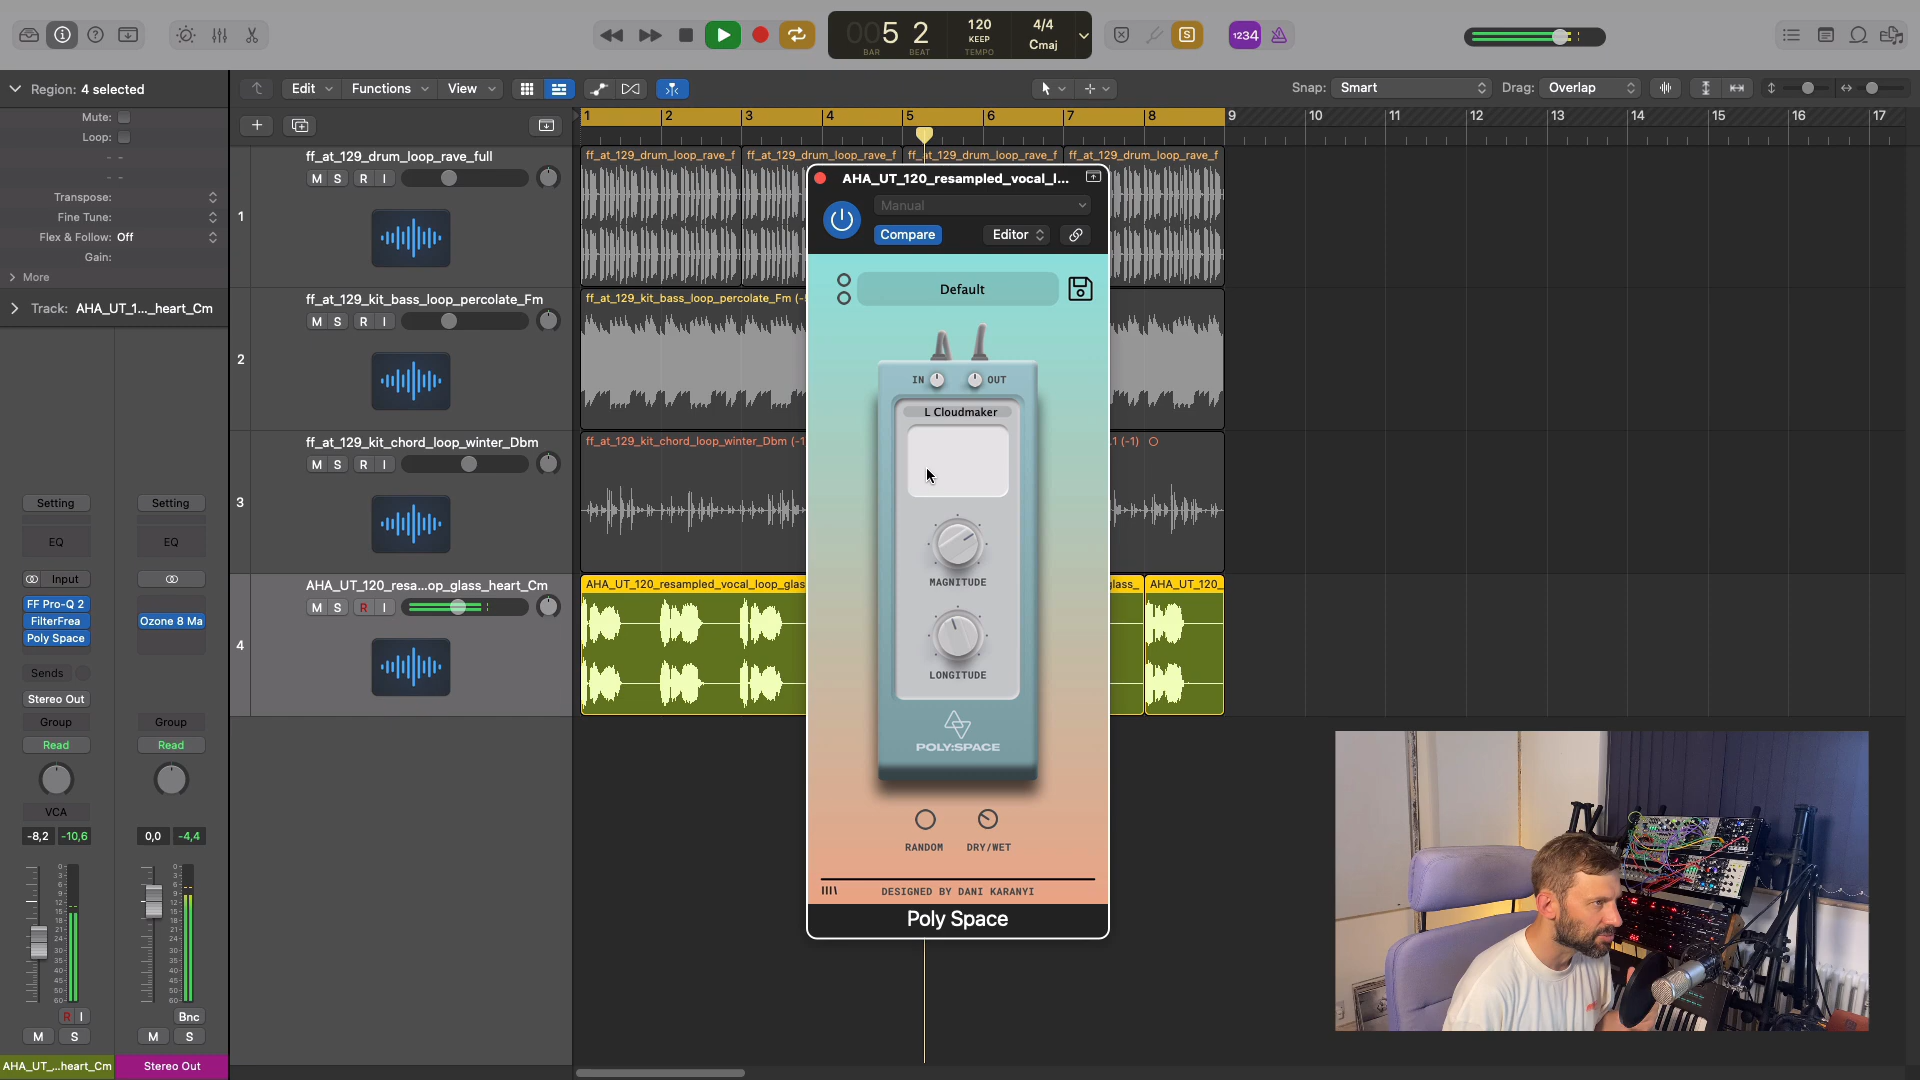 1234
5 2
BAR BEAT
120
KEEP
TEMPO
4/4
Cmaj
S
Region: 4 selected
Edit
Functions
View
Snap: Smart
Drag: Overlap
Mute:
Loop:
Transpose:
Fine Tune:
Flex & Follow: Off
Gain:
More
Track: AHA_UT_1..._heart_Cm
1 2 3 4 5 6 7 8 9 10 11 12 13 14 15 16 17
1
ff_at_129_drum_loop_rave_full
M S R I
2
ff_at_129_kit_bass_loop_percolate_Fm
M S R I
3
ff_at_129_kit_chord_loop_winter_Dbm
M S R I
4
AHA_UT_120_resa...op_glass_heart_Cm
M S R I
ff_at_129_drum_loop_rave_f
ff_at_129_drum_loop_rave_f
ff_at_129_drum_loop_rave_f
ff_at_129_drum_loop_rave_f
ff_at_129_kit_bass_loop_percolate_Fm (-
ff_at_129_kit_chord_loop_winter_Dbm (-1
.1 (-1)
AHA_UT_120_resampled_vocal_loop_glas
AHA_UT_120_
AHA_UT_120_resampled_vocal_l...
Manual
Compare
Editor
Default
IN OUT
L Cloudmaker
MAGNITUDE
LONGITUDE
POLY:SPACE
RANDOM DRY/WET
DESIGNED BY DANI KARANYI
Poly Space
Setting Setting
EQ EQ
Input
FF Pro-Q 2
FilterFrea
Poly Space
Ozone 8 Ma
Sends
Stereo Out
Group Group
Read Read
VCA
-8,2 -10,6 0,0 -4,4
R I
Bnc
M S M S
AHA_UT_...heart_Cm
Stereo Out